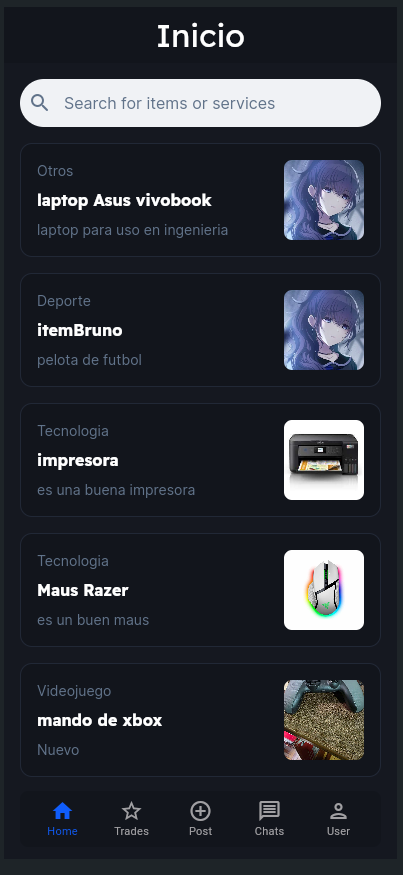 Inicio
Search for items or services
Otros
laptop Asus vivobook
laptop para uso en ingenieria
Deporte
itemBruno
pelota de futbol
Tecnologia
impresora
es una buena impresora
Tecnologia
Maus Razer
es un buen maus
Videojuego
mando de xbox
Nuevo
Home Trades Post Chats User